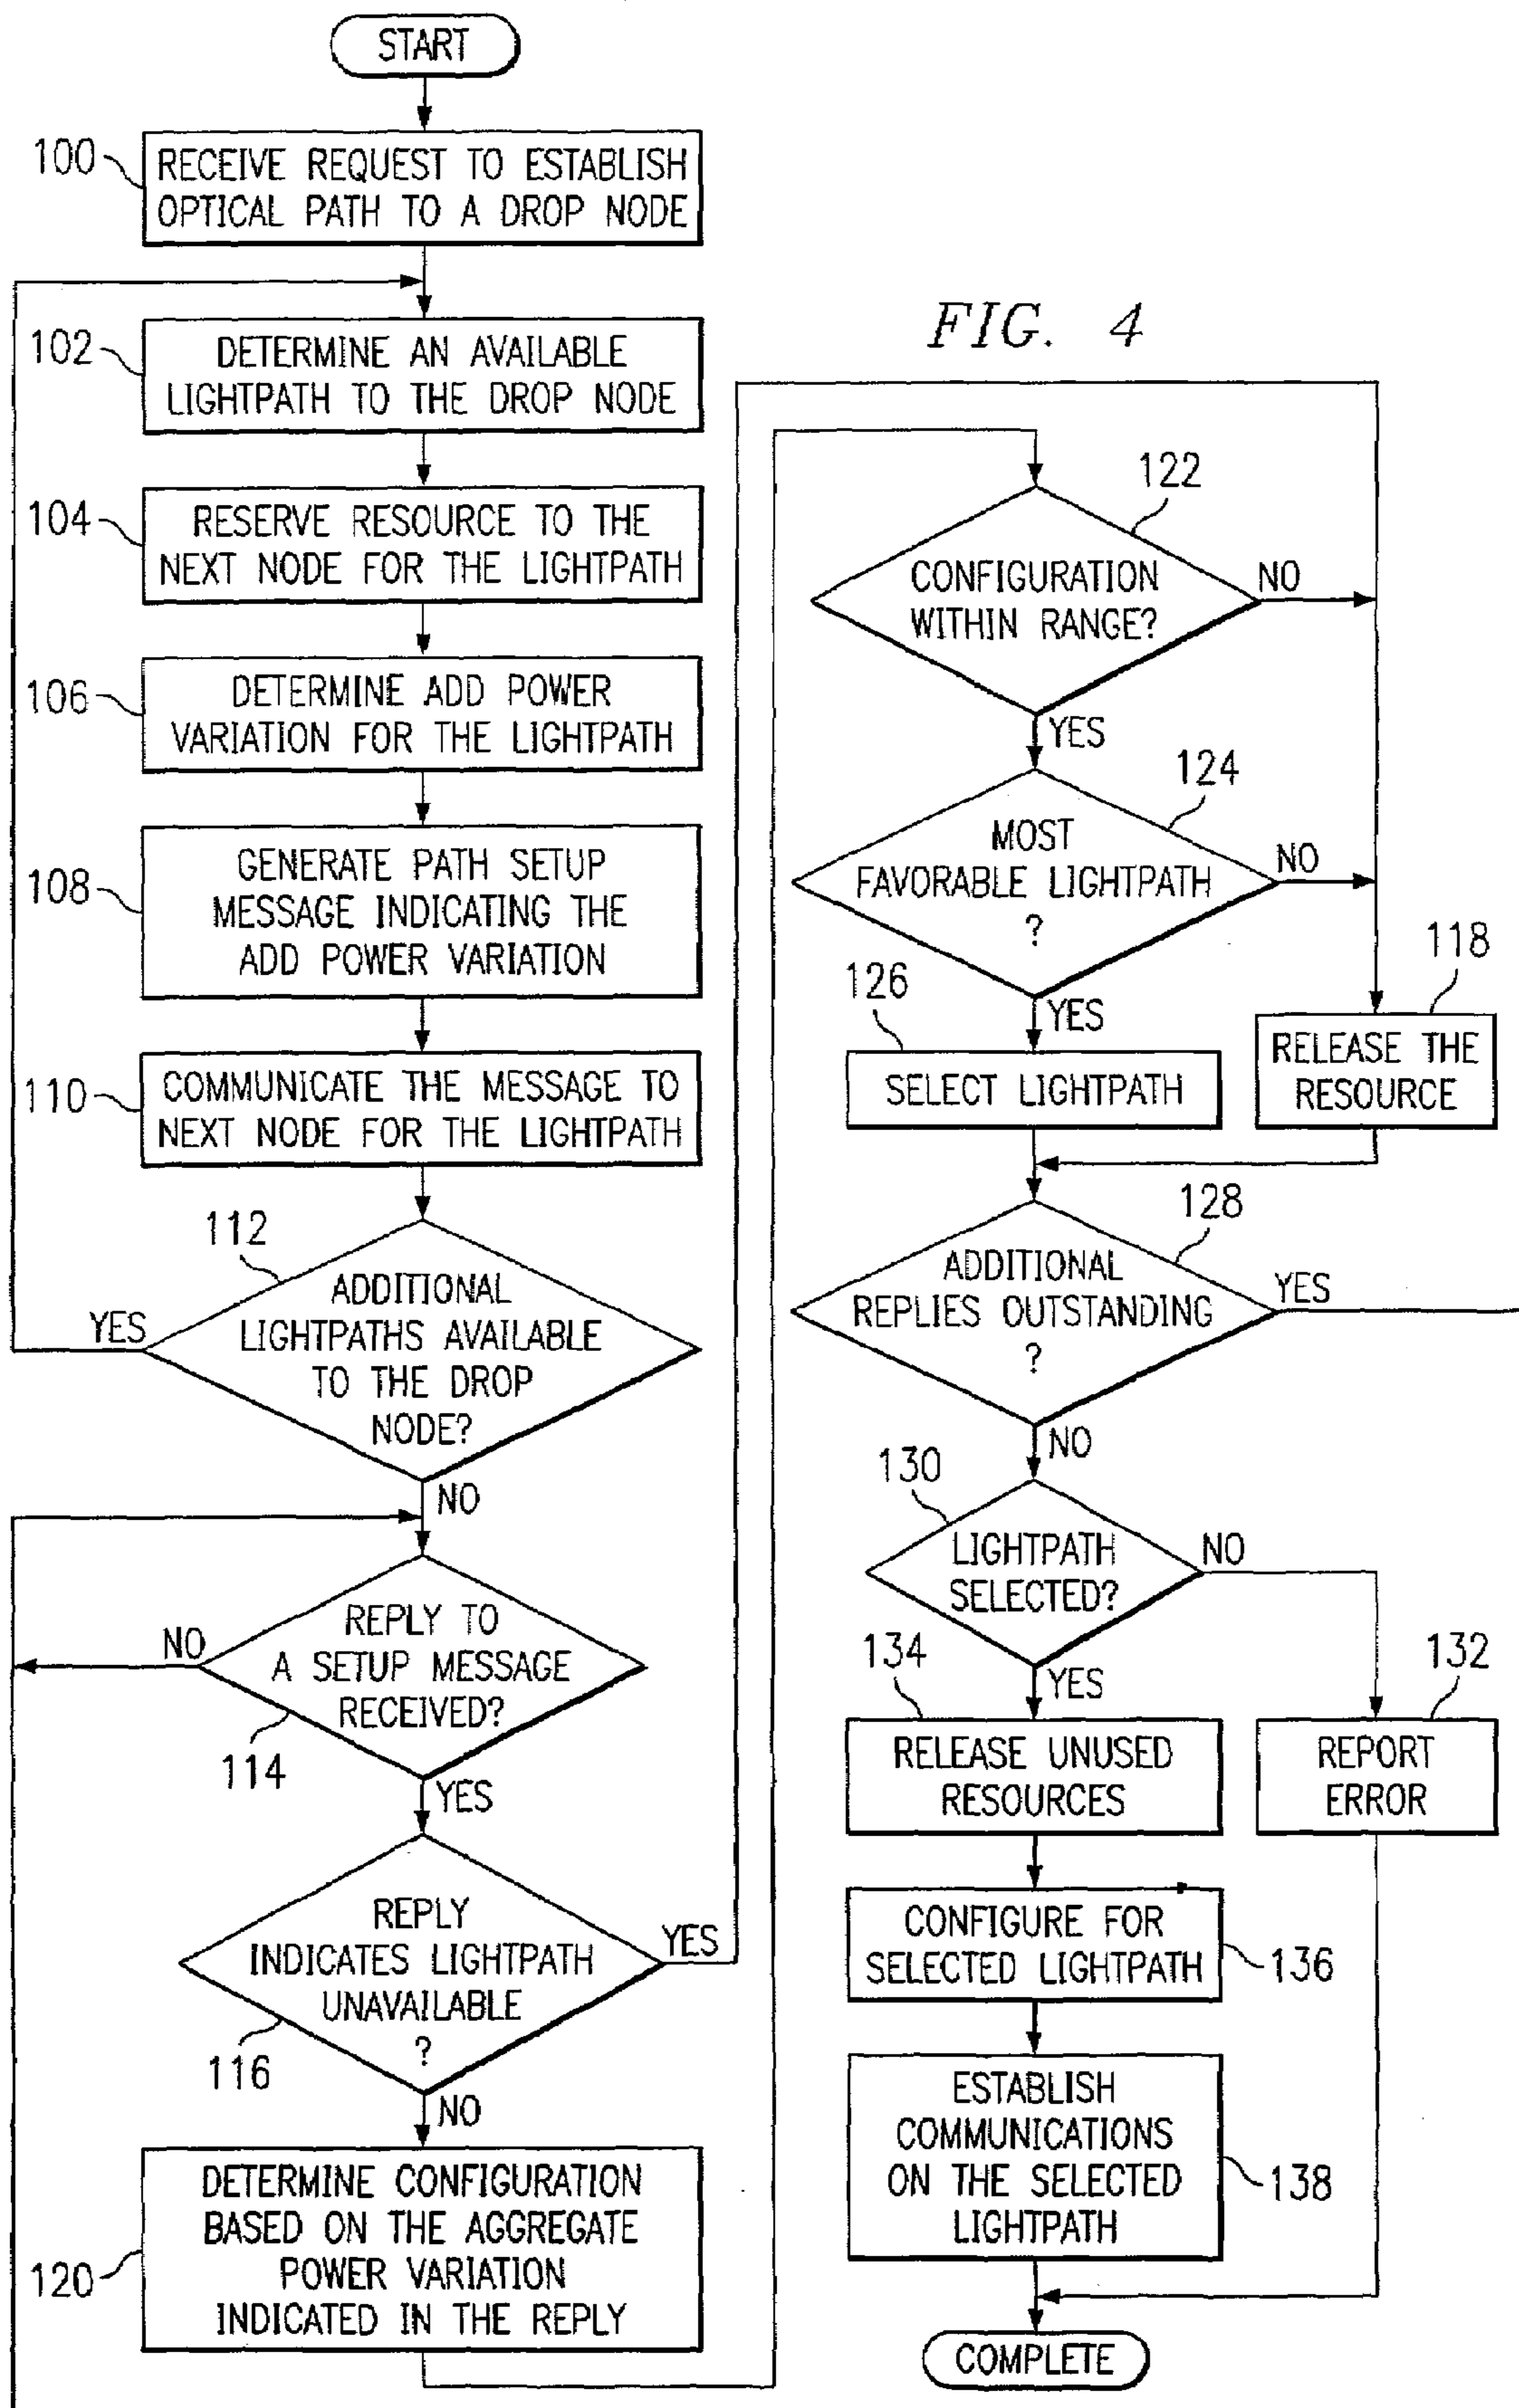 START
100
RECEIVE REQUEST TO ESTABLISH
OPTICAL PATH TO A DROP NODE
102
DETERMINE AN AVAILABLE
LIGHTPATH TO THE DROP NODE
104
RESERVE RESOURCE TO THE
NEXT NODE FOR THE LIGHTPATH
106
DETERMINE ADD POWER
VARIATION FOR THE LIGHTPATH
108
GENERATE PATH SETUP
MESSAGE INDICATING THE
ADD POWER VARIATION
110
COMMUNICATE THE MESSAGE TO
NEXT NODE FOR THE LIGHTPATH
112
ADDITIONAL
LIGHTPATHS AVAILABLE
TO THE DROP
NODE?
YES
NO
REPLY TO
A SETUP MESSAGE
RECEIVED?
NO
114
YES
REPLY
INDICATES LIGHTPATH
UNAVAILABLE
?
YES
116
NO
120
DETERMINE CONFIGURATION
BASED ON THE AGGREGATE
POWER VARIATION
INDICATED IN THE REPLY
FIG. 4
122
CONFIGURATION
WITHIN RANGE?
NO
YES
124
MOST
FAVORABLE LIGHTPATH
?
NO
YES
126
SELECT LIGHTPATH
118
RELEASE THE
RESOURCE
128
ADDITIONAL
REPLIES OUTSTANDING
?
YES
NO
130
LIGHTPATH
SELECTED?
NO
YES
134
RELEASE UNUSED
RESOURCES
132
REPORT
ERROR
CONFIGURE FOR
SELECTED LIGHTPATH
136
ESTABLISH
COMMUNICATIONS
ON THE SELECTED
LIGHTPATH
138
COMPLETE